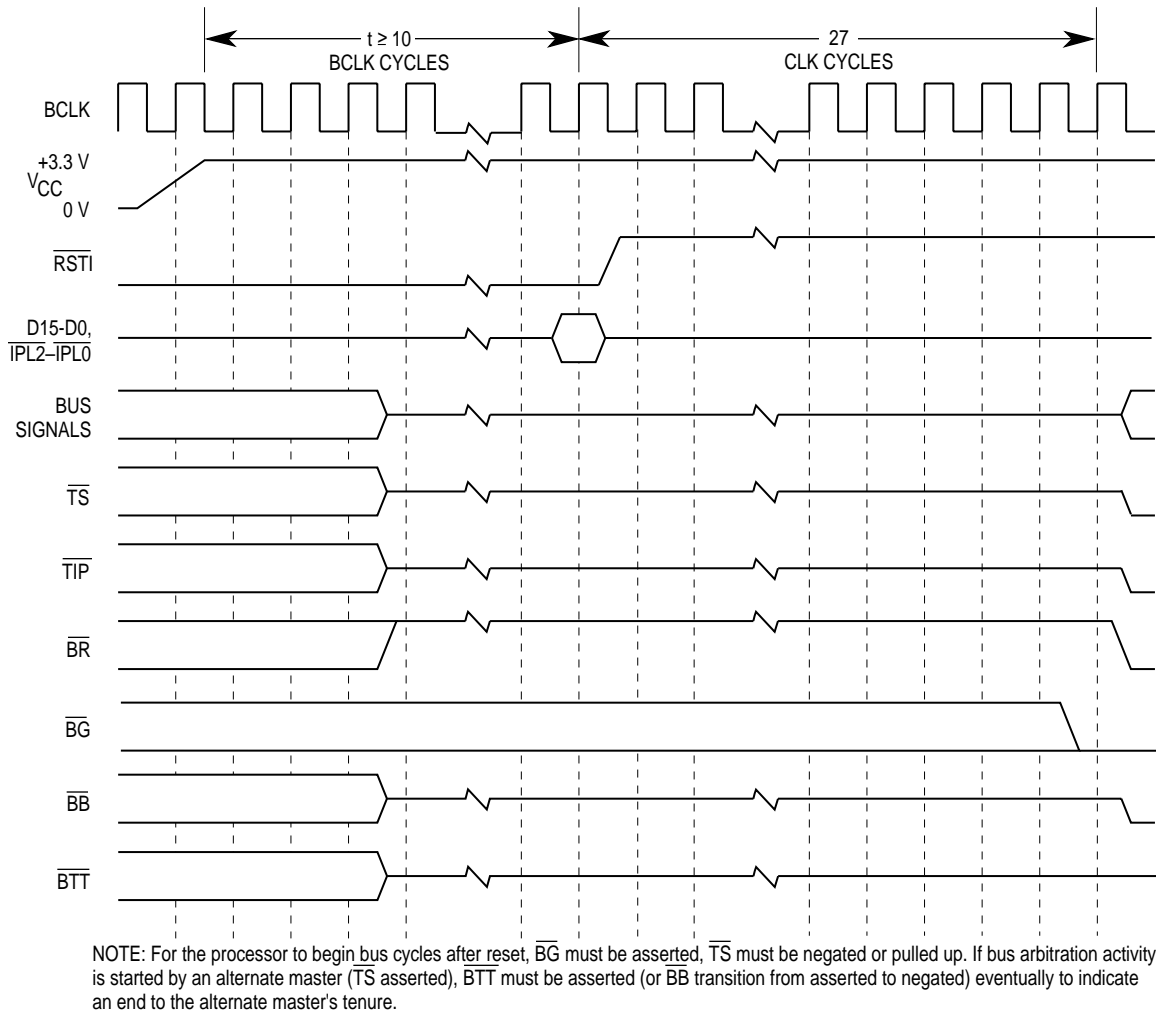 t ≥ 10
BCLK CYCLES
27
CLK CYCLES
BCLK
+3.3 V
VCC
0 V
RSTI
D15-D0,
IPL2–IPL0
BUS
SIGNALS
TS
TIP
BR
BG
BB
BTT
NOTE: For the processor to begin bus cycles after reset, BG must be asserted, TS must be negated or pulled up. If bus arbitration activity
is started by an alternate master (TS asserted), BTT must be asserted (or BB transition from asserted to negated) eventually to indicate
an end to the alternate master's tenure.